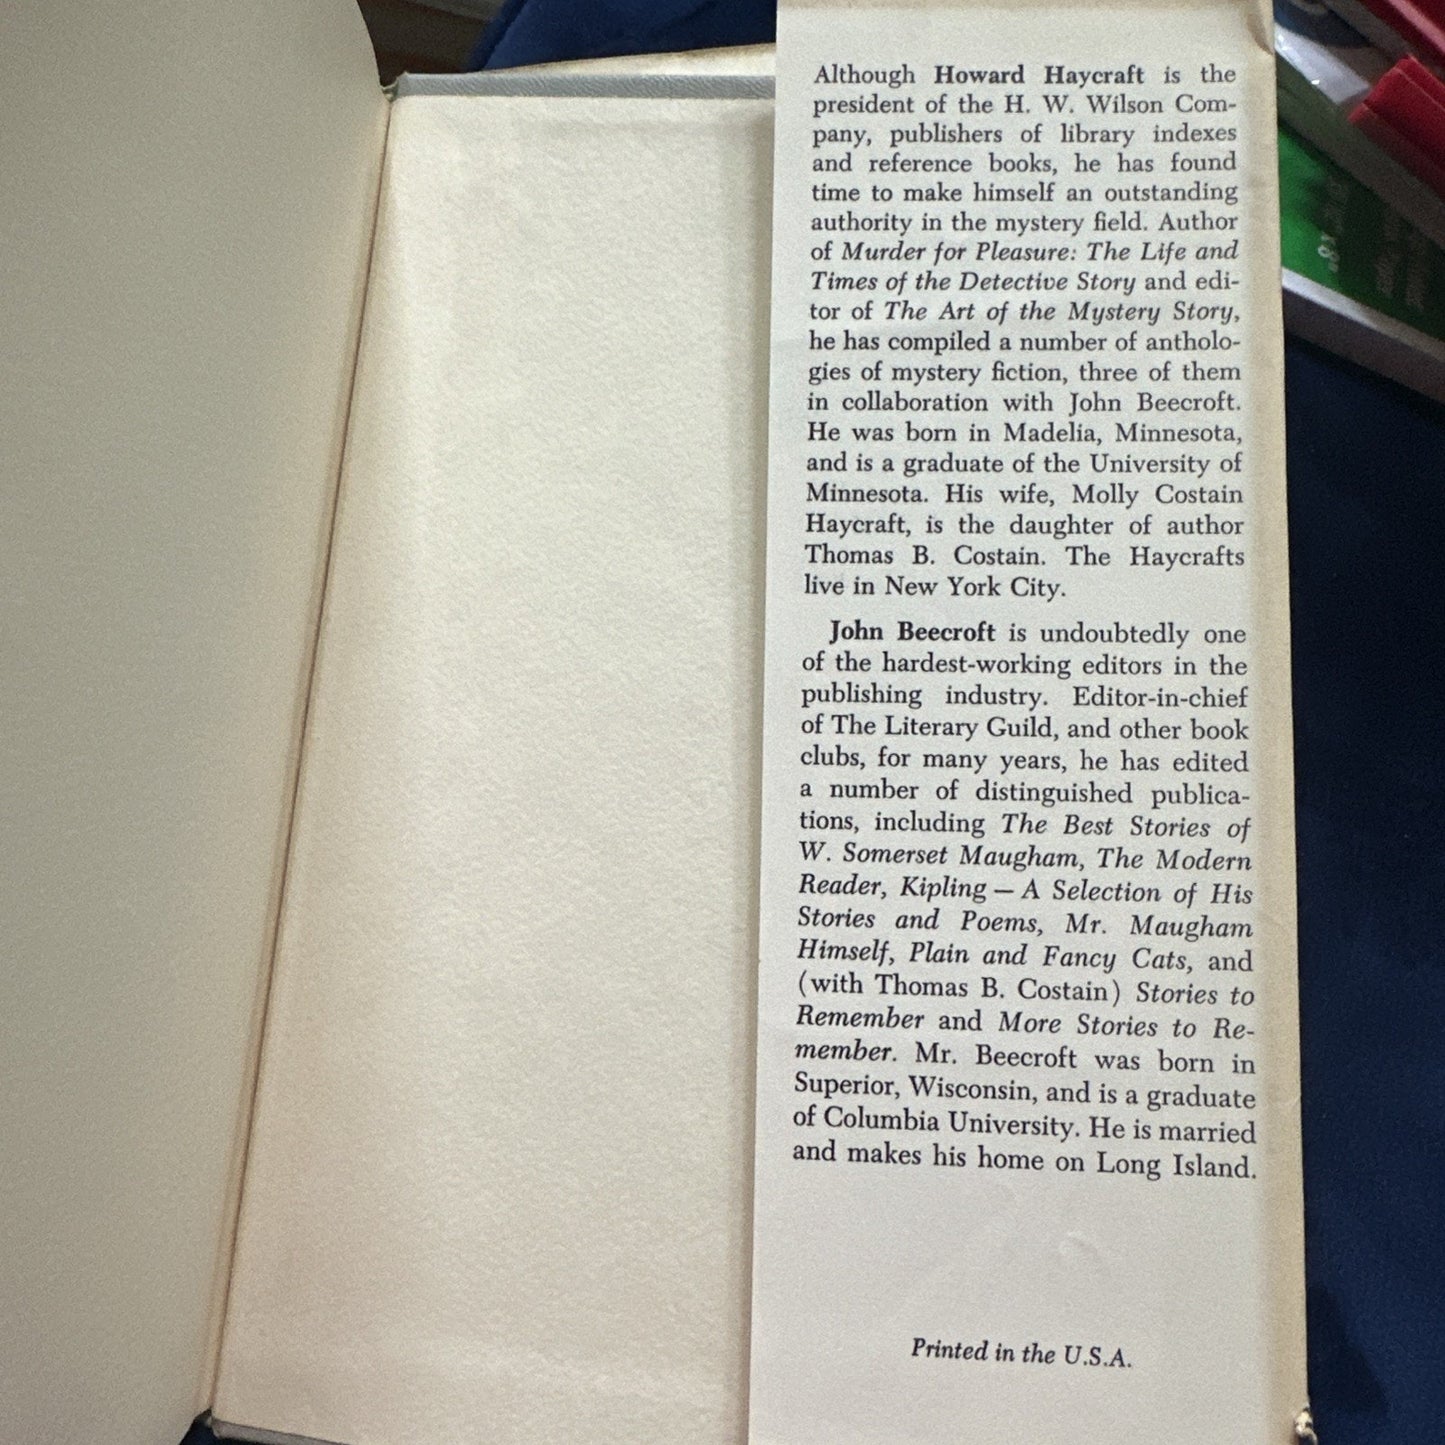 Although Howard Haycraft is the
president of the H. W. Wilson Com-
pany, publishers of library indexes
and reference books, he has found
time to make himself an outstanding
authority in the mystery field. Author
of Murder for Pleasure: The Life and
Times of the Detective Story and edi-
tor of The Art of the Mystery Story,
he has compiled a number of antholo-
gies of mystery fiction, three of them
in collaboration with John Beecroft.
He was born in Madelia, Minnesota,
and is a graduate of the University of
Minnesota. His wife, Molly Costain
Haycraft, is the daughter of author
Thomas B. Costain. The Haycrafts
live in New York City.
John Beecroft is undoubtedly one
of the hardest-working editors in the
publishing industry. Editor-in-chief
of The Literary Guild, and other book
clubs, for many years, he has edited
a number of distinguished publica-
tions, including The Best Stories of
W. Somerset Maugham, The Modern
Reader, Kipling — A Selection of His
Stories and Poems, Mr. Maugham
Himself, Plain and Fancy Cats, and
(with Thomas B. Costain) Stories to
Remember and More Stories to Re-
member. Mr. Beecroft was born in
Superior, Wisconsin, and is a graduate
of Columbia University. He is married
and makes his home on Long Island.
Printed in the U.S.A.